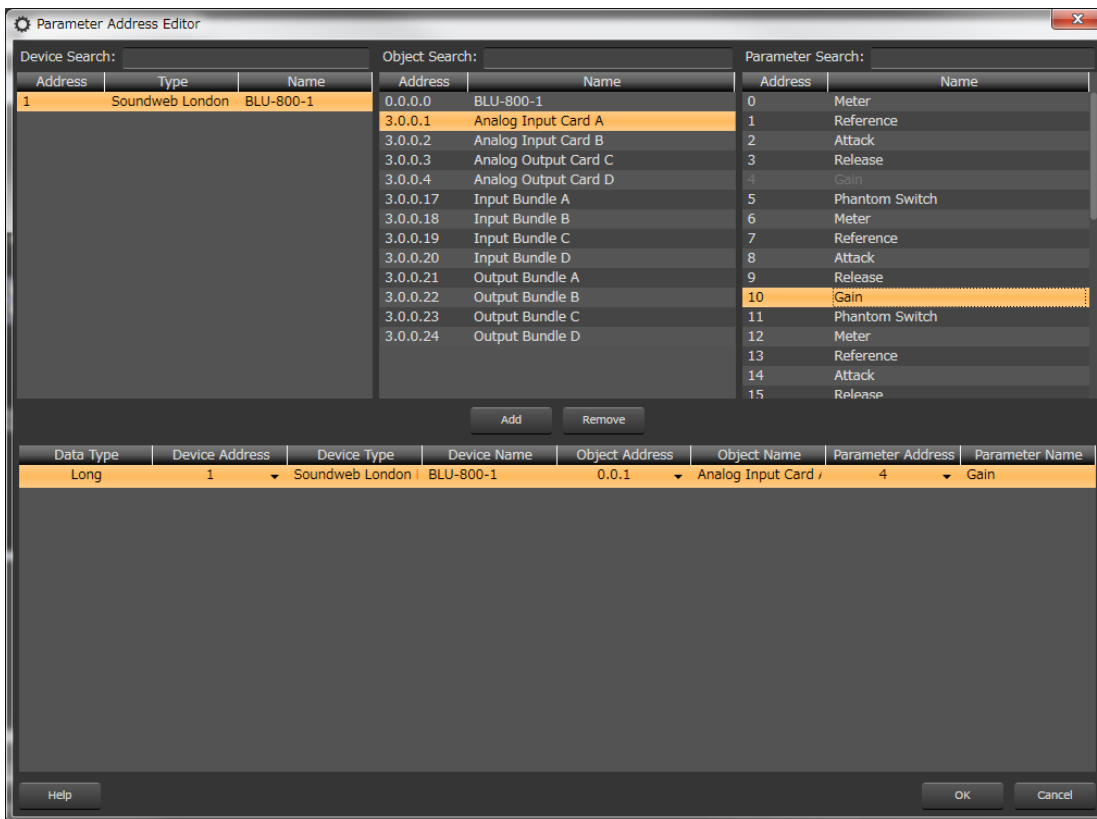 Parameter Address Editor
Device Search:
Address Type Name
1 Soundweb London BLU-800-1
Object Search:
Address Name
0.0.0.0 BLU-800-1
3.0.0.1 Analog Input Card A
3.0.0.2 Analog Input Card B
3.0.0.3 Analog Output Card C
3.0.0.4 Analog Output Card D
3.0.0.17 Input Bundle A
3.0.0.18 Input Bundle B
3.0.0.19 Input Bundle C
3.0.0.20 Input Bundle D
3.0.0.21 Output Bundle A
3.0.0.22 Output Bundle B
3.0.0.23 Output Bundle C
3.0.0.24 Output Bundle D
Parameter Search:
Address Name
0 Meter
1 Reference
2 Attack
3 Release
4 Gain
5 Phantom Switch
6 Meter
7 Reference
8 Attack
9 Release
10 Gain
11 Phantom Switch
12 Meter
13 Reference
14 Attack
15 Release
Add Remove
Data Type Device Address Device Type Device Name Object Address Object Name Parameter Address Parameter Name
Long 1 Soundweb London BLU-800-1 0.0.1 Analog Input Card 4 Gain
Help OK Cancel